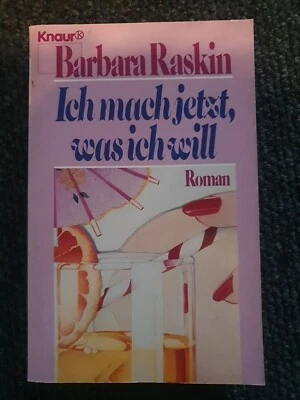 Knaur®
Barbara Raskin
Ich mach jetzt,
was ich will
Roman